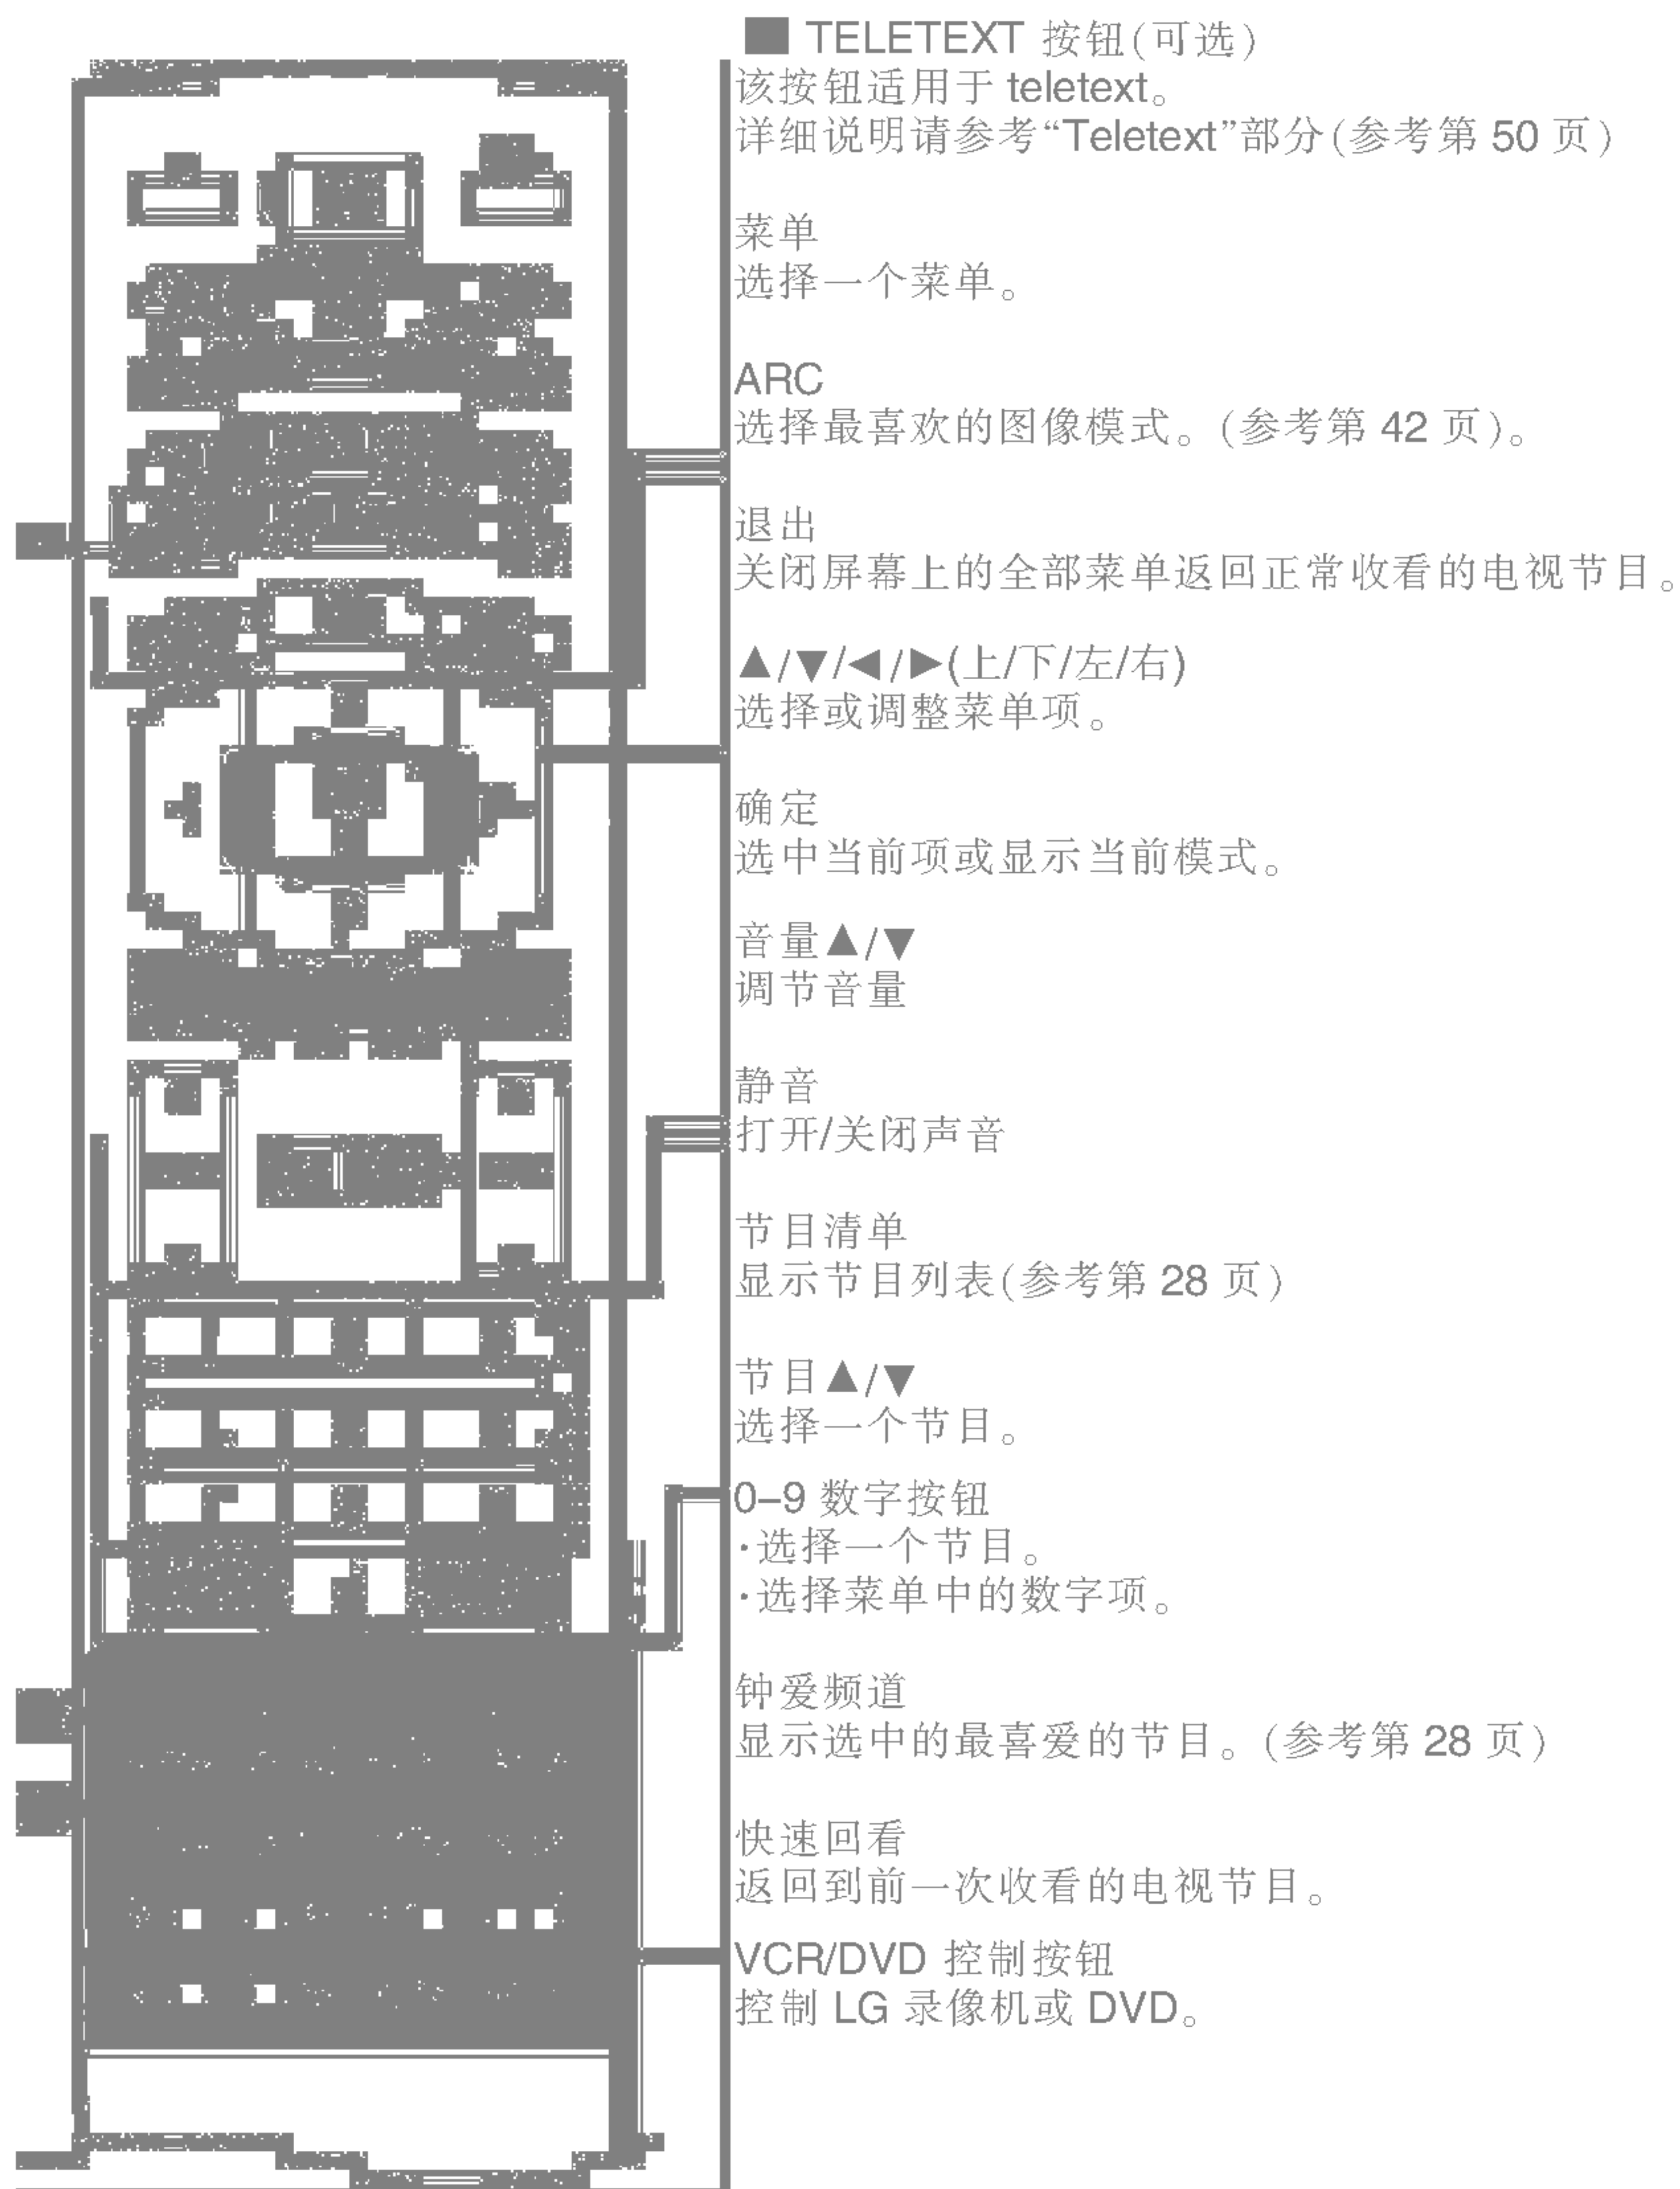 ■ TELETEXT 按钮(可选)
该按钮适用于 teletext。
详细说明请参考“Teletext”部分(参考第 50 页)
菜单
选择一个菜单。
ARC
选择最喜欢的图像模式。(参考第 42 页)。
退出
关闭屏幕上的全部菜单返回正常收看的电视节目。
▲/▼/◀/▶(上/下/左/右)
选择或调整菜单项。
确定
选中当前项或显示当前模式。
音量▲/▼
调节音量
静音
打开/关闭声音
节目清单
显示节目列表(参考第 28 页)
节目▲/▼
选择一个节目。
0–9 数字按钮
·选择一个节目。
·选择菜单中的数字项。
钟爱频道
显示选中的最喜爱的节目。(参考第 28 页)
快速回看
返回到前一次收看的电视节目。
VCR/DVD 控制按钮
控制 LG 录像机或 DVD。